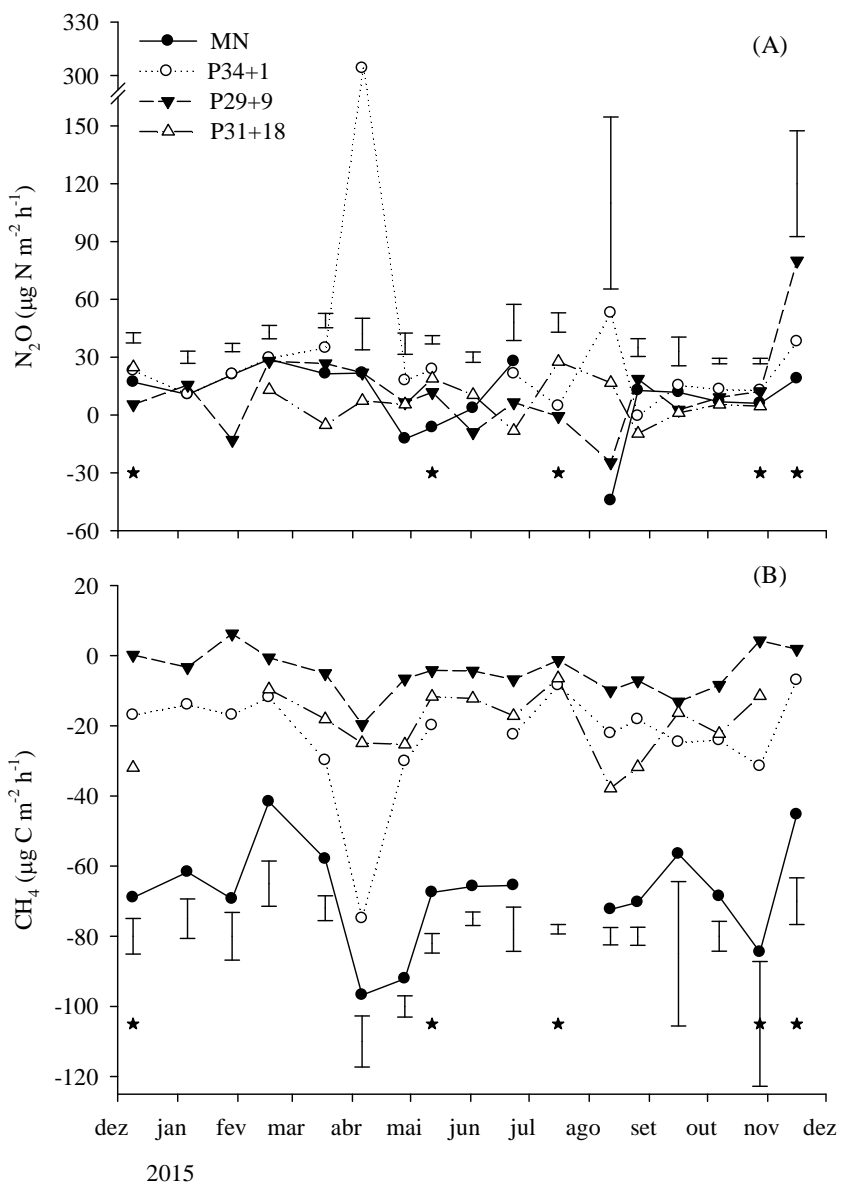 330
300
150
120
90
60
30
0
-30
-60
N₂O (µg N m⁻² h⁻¹)
MN
P34+1
P29+9
P31+18
(A)
20
0
-20
-40
-60
-80
-100
-120
CH₄ (µg C m⁻² h⁻¹)
(B)
dez jan fev mar abr mai jun jul ago set out nov dez
2015